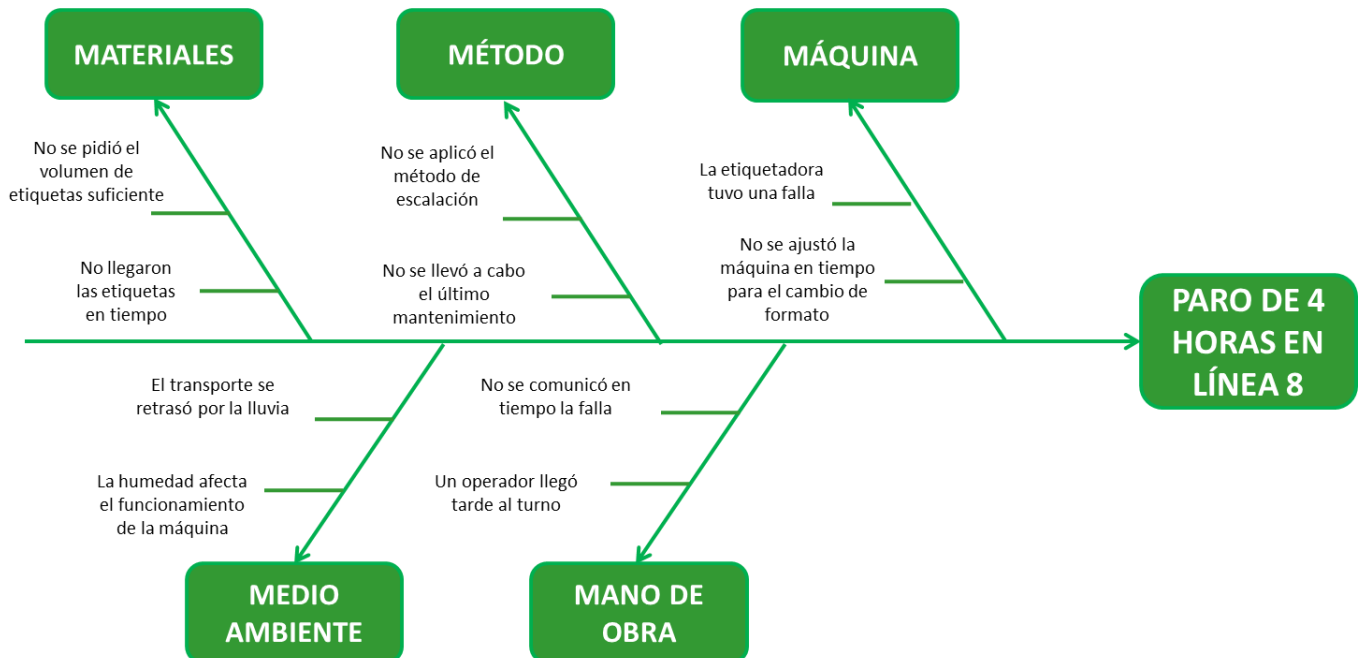 MATERIALES
MÉTODO
MÁQUINA
No se pidió el
volumen de
etiquetas suficiente
No se aplicó el
método de
escalación
La etiquetadora
tuvo una falla
No llegaron
las etiquetas
en tiempo
No se llevó a cabo
el último
mantenimiento
No se ajustó la
máquina en tiempo
para el cambio de
formato
PARO DE 4
HORAS EN
LÍNEA 8
El transporte se
retrasó por la lluvia
No se comunicó en
tiempo la falla
La humedad afecta
el funcionamiento
de la máquina
Un operador llegó
tarde al turno
MEDIO
AMBIENTE
MANO DE
OBRA